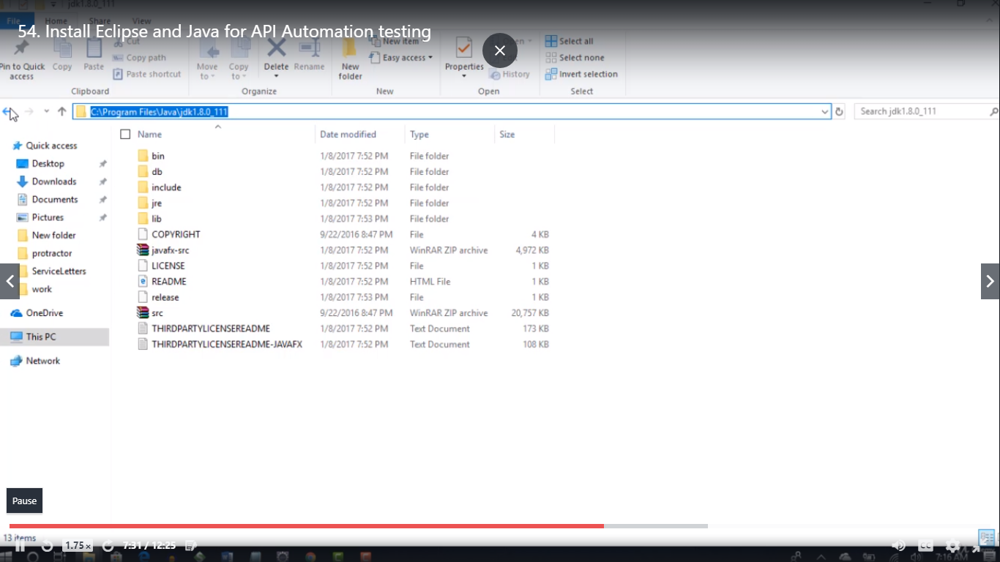 jdk1.8.0_111
File Home Share View
54. Install Eclipse and Java for API Automation testing
Pin to Quick access
Copy
Paste
Cut
Copy path
Paste shortcut
Move to
Copy to
Delete
Rename
New folder
New item
Easy access
Properties
History
Select all
Select none
Invert selection
Clipboard Organize New Open Select
C:\Program Files\Java\jdk1.8.0_111
Search jdk1.8.0_111
Name Date modified Type Size
Quick access
Desktop
Downloads
Documents
Pictures
New folder
protractor
ServiceLetters
work
OneDrive
This PC
Network
bin 1/8/2017 7:52 PM File folder
db 1/8/2017 7:52 PM File folder
include 1/8/2017 7:52 PM File folder
jre 1/8/2017 7:52 PM File folder
lib 1/8/2017 7:53 PM File folder
COPYRIGHT 9/22/2016 8:47 PM File 4 KB
javafx-src 1/8/2017 7:52 PM WinRAR ZIP archive 4,972 KB
LICENSE 1/8/2017 7:52 PM File 1 KB
README 1/8/2017 7:52 PM HTML File 1 KB
release 1/8/2017 7:53 PM File 1 KB
src 9/22/2016 8:47 PM WinRAR ZIP archive 20,757 KB
THIRDPARTYLICENSEREADME 1/8/2017 7:52 PM Text Document 173 KB
THIRDPARTYLICENSEREADME-JAVAFX 1/8/2017 7:52 PM Text Document 108 KB
Pause
13 items
1.75x 7:31 / 12:25
CC
7:16 AM